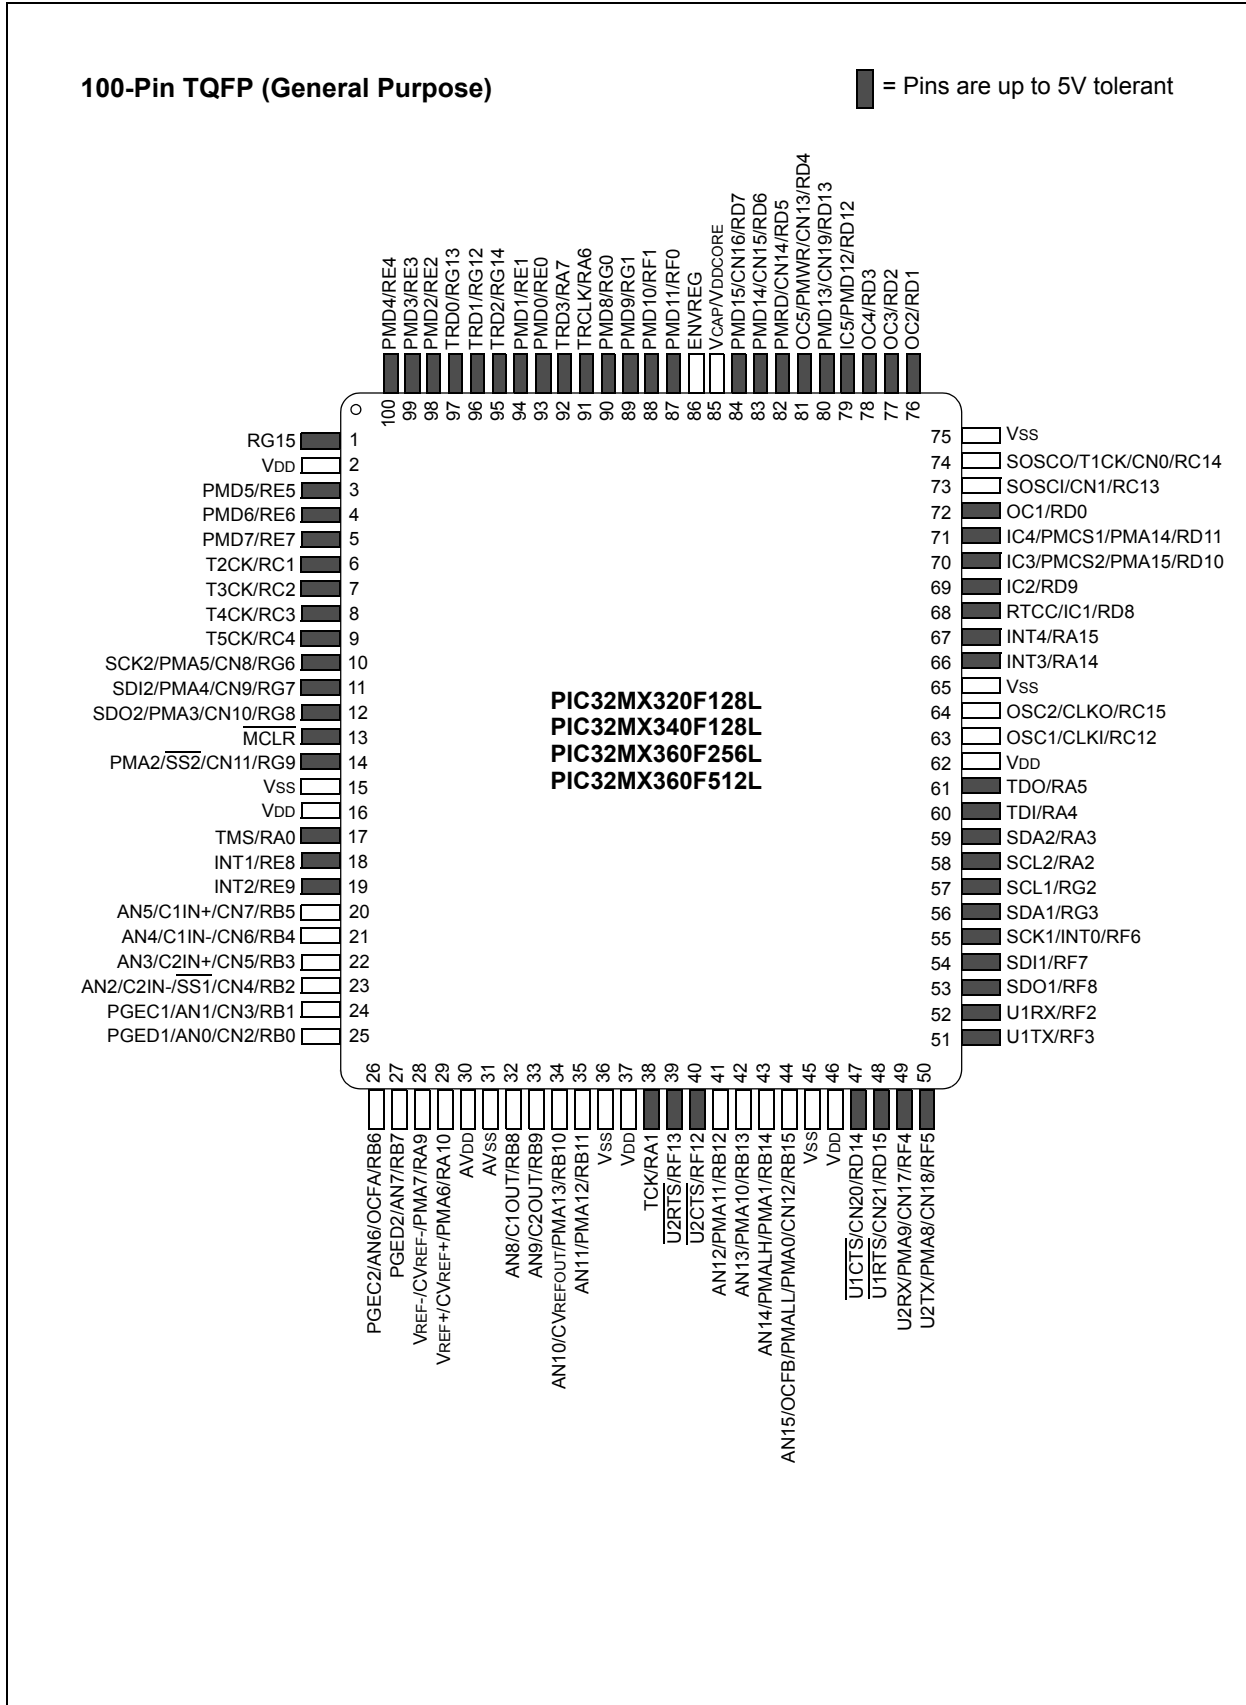 100-Pin TQFP (General Purpose)
= Pins are up to 5V tolerant
PMD4/RE4
PMD3/RE3
PMD2/RE2
TRD0/RG13
TRD1/RG12
TRD2/RG14
PMD1/RE1
PMD0/RE0
TRD3/RA7
TRCLK/RA6
PMD8/RG0
PMD9/RG1
PMD10/RF1
PMD11/RF0
ENVREG
VCAP/VDDCORE
PMD15/CN16/RD7
PMD14/CN15/RD6
PMRD/CN14/RD5
OC5/PMWR/CN13/RD4
PMD13/CN19/RD13
IC5/PMD12/RD12
OC4/RD3
OC3/RD2
OC2/RD1
100
99
98
97
96
95
94
93
92
91
90
89
88
87
86
85
84
83
82
81
80
79
78
77
76
RG15 1
VDD 2
PMD5/RE5 3
PMD6/RE6 4
PMD7/RE7 5
T2CK/RC1 6
T3CK/RC2 7
T4CK/RC3 8
T5CK/RC4 9
SCK2/PMA5/CN8/RG6 10
SDI2/PMA4/CN9/RG7 11
SDO2/PMA3/CN10/RG8 12
MCLR 13
PMA2/SS2/CN11/RG9 14
VSS 15
VDD 16
TMS/RA0 17
INT1/RE8 18
INT2/RE9 19
AN5/C1IN+/CN7/RB5 20
AN4/C1IN-/CN6/RB4 21
AN3/C2IN+/CN5/RB3 22
AN2/C2IN-/SS1/CN4/RB2 23
PGEC1/AN1/CN3/RB1 24
PGED1/AN0/CN2/RB0 25
PIC32MX320F128L
PIC32MX340F128L
PIC32MX360F256L
PIC32MX360F512L
75 VSS
74 SOSCO/T1CK/CN0/RC14
73 SOSCI/CN1/RC13
72 OC1/RD0
71 IC4/PMCS1/PMA14/RD11
70 IC3/PMCS2/PMA15/RD10
69 IC2/RD9
68 RTCC/IC1/RD8
67 INT4/RA15
66 INT3/RA14
65 VSS
64 OSC2/CLKO/RC15
63 OSC1/CLKI/RC12
62 VDD
61 TDO/RA5
60 TDI/RA4
59 SDA2/RA3
58 SCL2/RA2
57 SCL1/RG2
56 SDA1/RG3
55 SCK1/INT0/RF6
54 SDI1/RF7
53 SDO1/RF8
52 U1RX/RF2
51 U1TX/RF3
26
27
28
29
30
31
32
33
34
35
36
37
38
39
40
41
42
43
44
45
46
47
48
49
50
PGEC2/AN6/OCFA/RB6
PGED2/AN7/RB7
VREF-/CVREF-/PMA7/RA9
VREF+/CVREF+/PMA6/RA10
AVDD
AVSS
AN8/C1OUT/RB8
AN9/C2OUT/RB9
AN10/CVREFOUT/PMA13/RB10
AN11/PMA12/RB11
VSS
VDD
TCK/RA1
U2RTS/RF13
U2CTS/RF12
AN12/PMA11/RB12
AN13/PMA10/RB13
AN14/PMALH/PMA1/RB14
AN15/OCFB/PMALL/PMA0/CN12/RB15
VSS
VDD
U1CTS/CN20/RD14
U1RTS/CN21/RD15
U2RX/PMA9/CN17/RF4
U2TX/PMA8/CN18/RF5